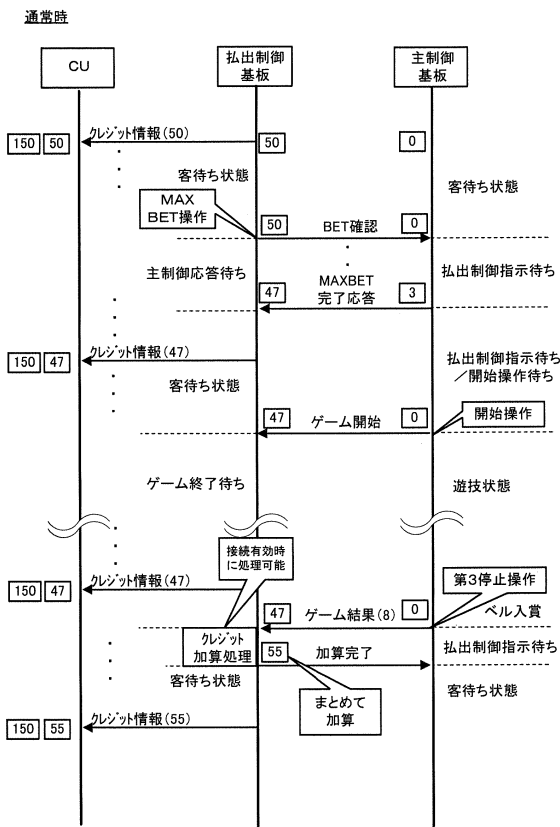 通常時
CU
払出制御
基板
主制御
基板
150 50
クレジット情報(50)
50
0
客待ち状態
客待ち状態
MAX
BET操作
50
BET確認
0
主制御応答待ち
払出制御指示待ち
MAXBET
47
完了応答
3
150 47
クレジット情報(47)
払出制御指示待ち
/開始操作待ち
客待ち状態
47
ゲーム開始
0
開始操作
ゲーム終了待ち
遊技状態
接続有効時
に処理可能
150 47
クレジット情報(47)
第3停止操作
47
ゲーム結果(8)
0
ベル入賞
クレジット
加算処理
55
加算完了
払出制御指示待ち
客待ち状態
客待ち状態
まとめて
加算
150 55
クレジット情報(55)